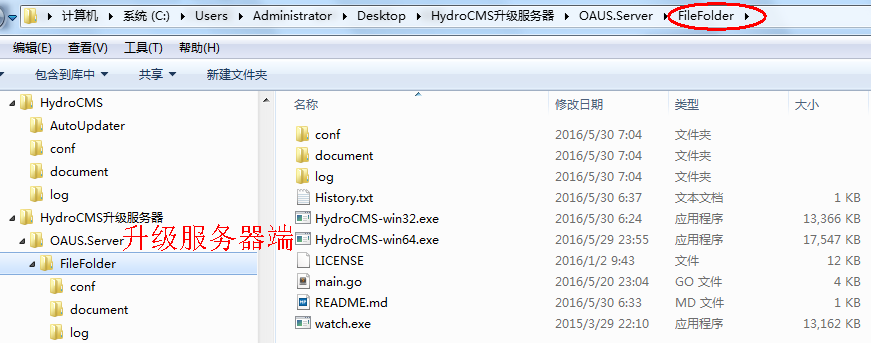 计算机 系统 (C:) Users Administrator Desktop HydroCMS升级服务器 OAUS.Server FileFolder
编辑(E) 查看(V) 工具(T) 帮助(H)
包含到库中 共享 新建文件夹
HydroCMS
AutoUpdater
conf
document
log
HydroCMS升级服务器
OAUS.Server
升级服务器端
FileFolder
conf
document
log
名称 修改日期 类型 大小
conf 2016/5/30 7:04 文件夹
document 2016/5/30 7:04 文件夹
log 2016/5/30 7:04 文件夹
History.txt 2016/5/30 6:37 文本文档 1 KB
HydroCMS-win32.exe 2016/5/30 6:24 应用程序 13,366 KB
HydroCMS-win64.exe 2016/5/29 23:55 应用程序 17,547 KB
LICENSE 2016/1/2 9:43 文件 12 KB
main.go 2016/5/20 23:04 GO 文件 4 KB
README.md 2016/5/30 6:33 MD 文件 1 KB
watch.exe 2015/3/29 22:10 应用程序 13,162 KB